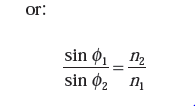 or:
sin ϕ₁ / sin ϕ₂ = n₂ / n₁